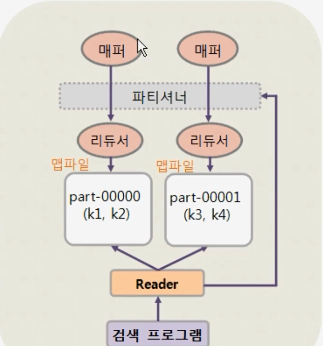 매퍼 매퍼
파티셔너
리듀서 리듀서
맵파일 맵파일
part-00000 part-00001
(k1, k2) (k3, k4)
Reader
검색 프로그램